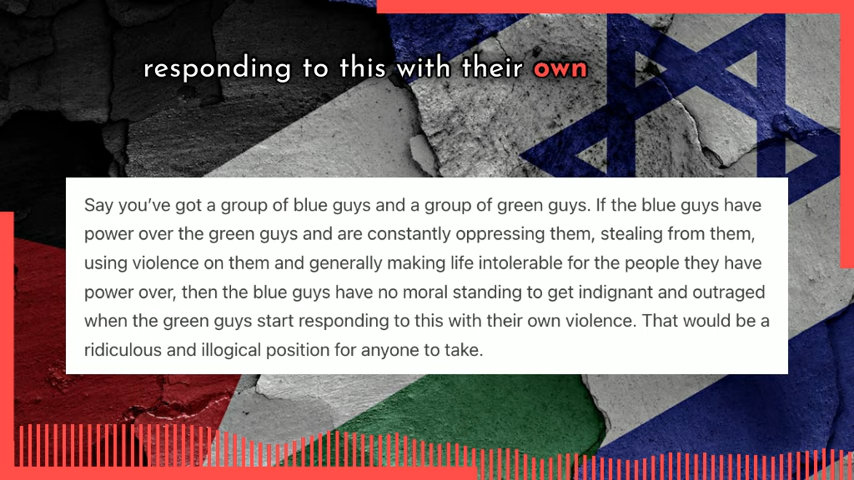 responding to this with their own
Say you’ve got a group of blue guys and a group of green guys. If the blue guys have
power over the green guys and are constantly oppressing them, stealing from them,
using violence on them and generally making life intolerable for the people they have
power over, then the blue guys have no moral standing to get indignant and outraged
when the green guys start responding to this with their own violence. That would be a
ridiculous and illogical position for anyone to take.